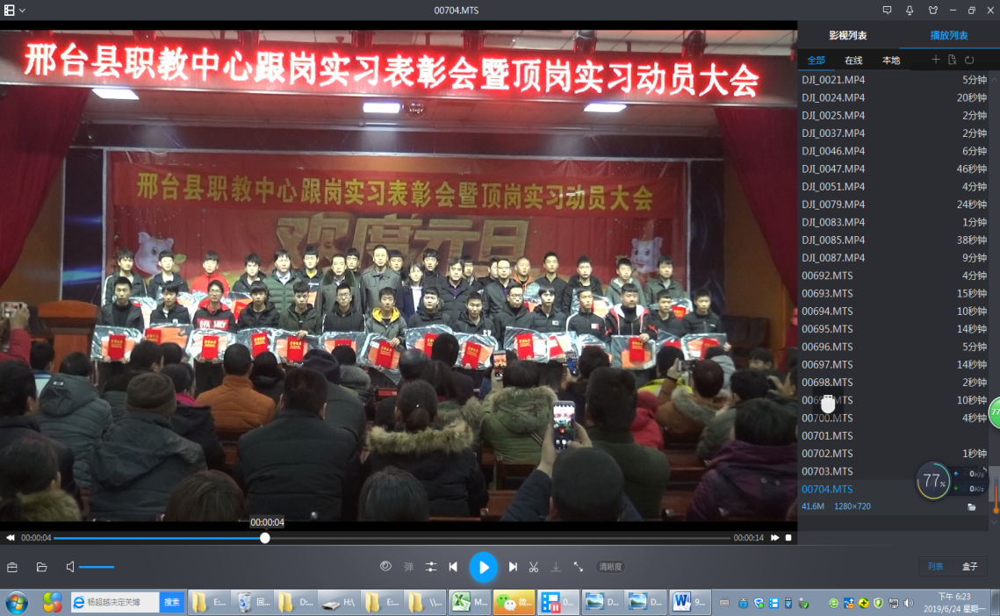 00704.MTS
影视列表
播放列表
全部
在线
本地
邢台县职教中心跟岗实习表彰会暨顶岗实习动员大会
邢台县职教中心跟岗实习表彰会暨顶岗实习动员大会
欢度元旦
DJI_0021.MP4 5分钟
DJI_0024.MP4 20秒钟
DJI_0025.MP4 2分钟
DJI_0037.MP4 2分钟
DJI_0046.MP4 6分钟
DJI_0047.MP4 46秒钟
DJI_0051.MP4 4分钟
DJI_0079.MP4 24秒钟
DJI_0083.MP4 1分钟
DJI_0085.MP4 38秒钟
DJI_0087.MP4 9分钟
00692.MTS 4分钟
00693.MTS 15秒钟
00694.MTS 10秒钟
00695.MTS 14秒钟
00696.MTS 5分钟
00697.MTS 14秒钟
00698.MTS 2秒钟
10秒钟
00700.MTS 4秒钟
00701.MTS
00702.MTS 1秒钟
00703.MTS
00704.MTS
41.6M 1280×720
77
77%
0K/s
0K/s
00:00:04
00:00:04
00:00:14
弹
清晰度
列表
盒子
杨超越决定关博
搜索
E:...
回...
D:...
H:\
E:...
\\...
M...
微...
0...
D...
D...
9...
下午 6:23
2019/6/24 星期一